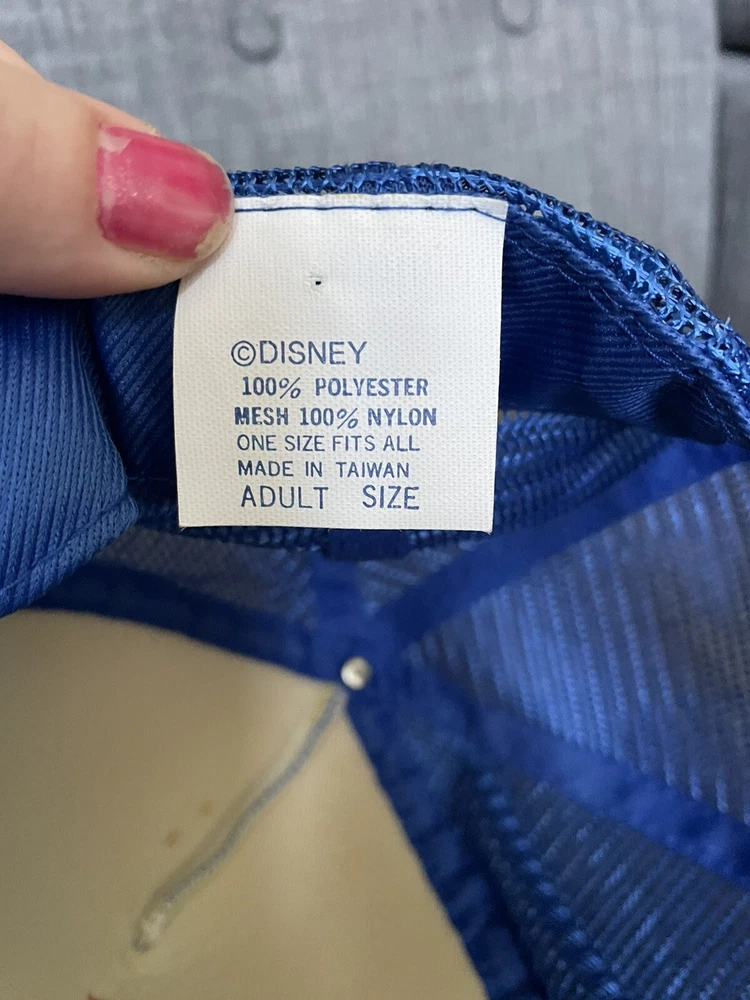 ©DISNEY
100% POLYESTER
MESH 100% NYLON
ONE SIZE FITS ALL
MADE IN TAIWAN
ADULT SIZE